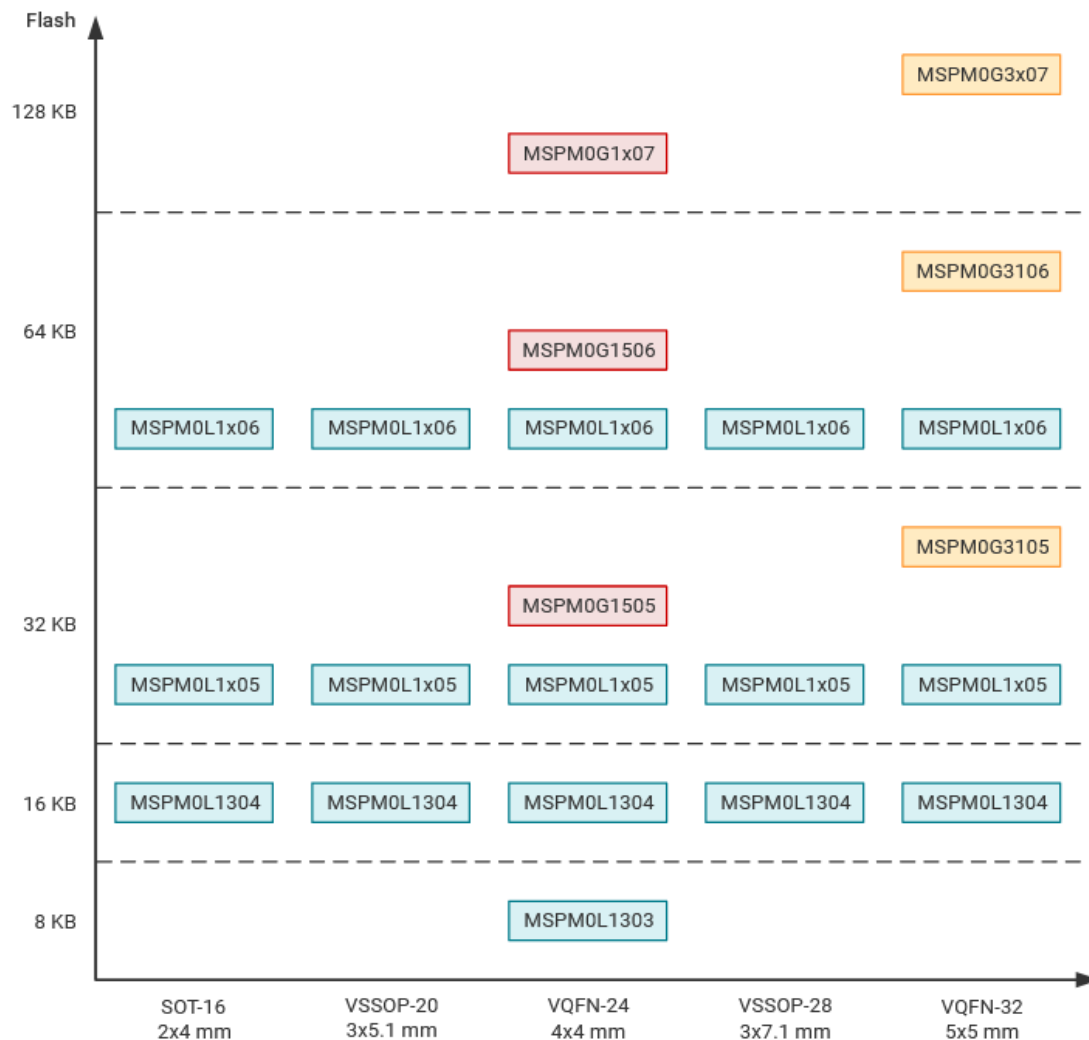 Flash
MSPM0G3x07
128 KB
MSPM0G1x07
MSPM0G3106
64 KB
MSPM0G1506
MSPM0L1x06 MSPM0L1x06 MSPM0L1x06 MSPM0L1x06 MSPM0L1x06
MSPM0G3105
MSPM0G1505
32 KB
MSPM0L1x05 MSPM0L1x05 MSPM0L1x05 MSPM0L1x05 MSPM0L1x05
16 KB MSPM0L1304 MSPM0L1304 MSPM0L1304 MSPM0L1304 MSPM0L1304
8 KB MSPM0L1303
SOT-16 VSSOP-20 VQFN-24 VSSOP-28 VQFN-32
2x4 mm 3x5.1 mm 4x4 mm 3x7.1 mm 5x5 mm